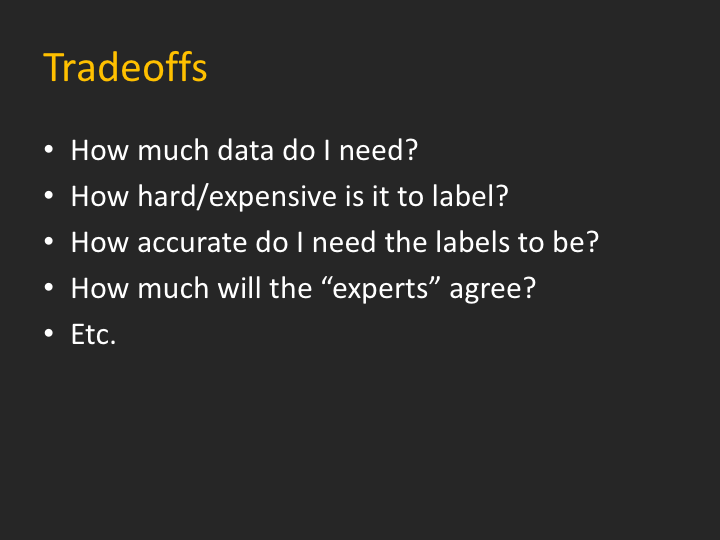 Tradeoffs
• How much data do I need?
• How hard/expensive is it to label?
• How accurate do I need the labels to be?
• How much will the “experts” agree?
• Etc.